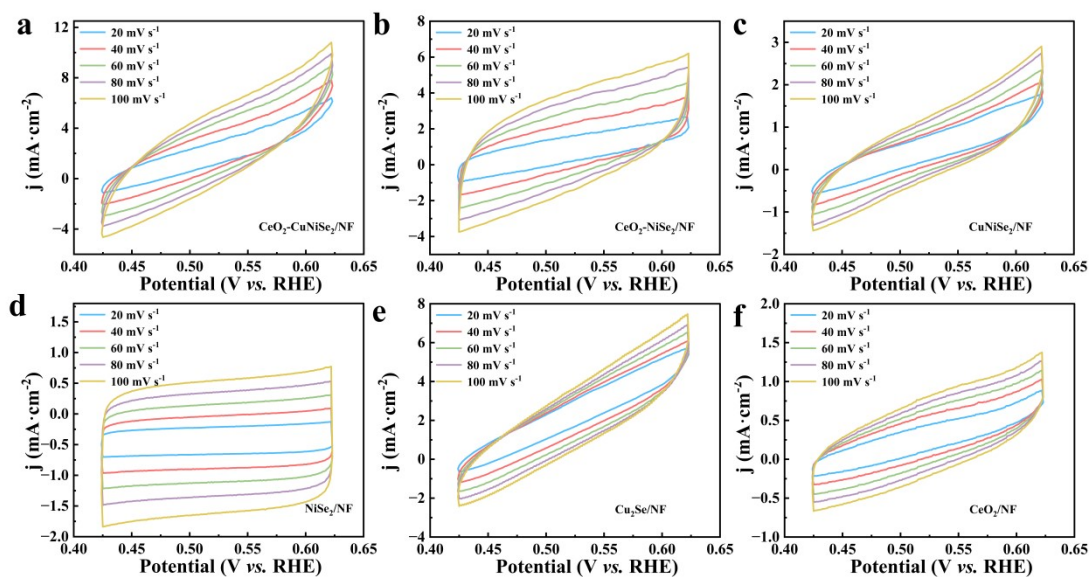 a
12
8
4
0
−4
j (mA·cm⁻²)
20 mV s⁻¹
40 mV s⁻¹
60 mV s⁻¹
80 mV s⁻¹
100 mV s⁻¹
CeO₂-CuNiSe₂/NF
0.40 0.45 0.50 0.55 0.60 0.65
Potential (V vs. RHE)
b
8
6
4
2
0
−2
−4
j (mA·cm⁻²)
20 mV s⁻¹
40 mV s⁻¹
60 mV s⁻¹
80 mV s⁻¹
100 mV s⁻¹
CeO₂-NiSe₂/NF
0.40 0.45 0.50 0.55 0.60 0.65
Potential (V vs. RHE)
c
3
2
1
0
−1
−2
j (mA·cm⁻²)
20 mV s⁻¹
40 mV s⁻¹
60 mV s⁻¹
80 mV s⁻¹
100 mV s⁻¹
CuNiSe₂/NF
0.40 0.45 0.50 0.55 0.60 0.65
Potential (V vs. RHE)
d
1.5
1.0
0.5
0.0
−0.5
−1.0
−1.5
−2.0
j (mA·cm⁻²)
20 mV s⁻¹
40 mV s⁻¹
60 mV s⁻¹
80 mV s⁻¹
100 mV s⁻¹
NiSe₂/NF
0.40 0.45 0.50 0.55 0.60 0.65
Potential (V vs. RHE)
e
8
6
4
2
0
−2
−4
j (mA·cm⁻²)
20 mV s⁻¹
40 mV s⁻¹
60 mV s⁻¹
80 mV s⁻¹
100 mV s⁻¹
Cu₂Se/NF
0.40 0.45 0.50 0.55 0.60 0.65
Potential (V vs. RHE)
f
2.0
1.5
1.0
0.5
0.0
−0.5
−1.0
j (mA·cm⁻²)
20 mV s⁻¹
40 mV s⁻¹
60 mV s⁻¹
80 mV s⁻¹
100 mV s⁻¹
CeO₂/NF
0.40 0.45 0.50 0.55 0.60 0.65
Potential (V vs. RHE)